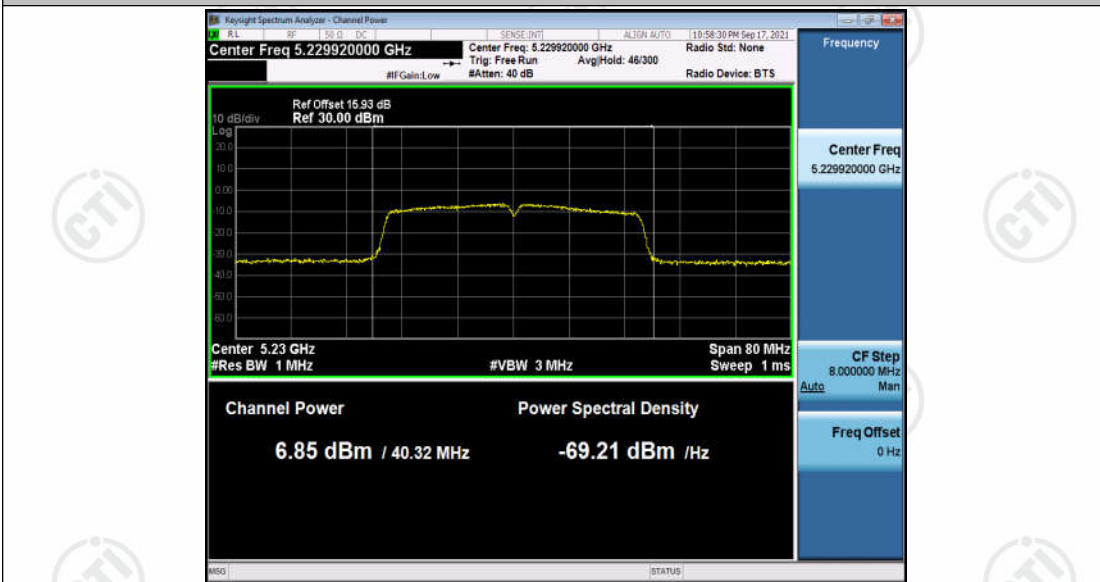 Keysight Spectrum Analyzer - Channel Power
RL RF 50 Ω DC SENSE:INT ALIGN AUTO 10:58:30 PM Sep 17, 2021
Center Freq 5.229920000 GHz
Center Freq: 5.229920000 GHz Radio Std: None
Trig: Free Run Avg|Hold: 46/300
#IFGain:Low #Atten: 40 dB Radio Device: BTS
Ref Offset 15.93 dB
10 dB/div Ref 30.00 dBm
Log
20.0
10.0
0.00
-10.0
-20.0
-30.0
-40.0
-50.0
-60.0
Center 5.23 GHz Span 80 MHz
#Res BW 1 MHz #VBW 3 MHz Sweep 1 ms
Channel Power Power Spectral Density
6.85 dBm / 40.32 MHz -69.21 dBm /Hz
MSG STATUS
Frequency
Center Freq
5.229920000 GHz
CF Step
8.000000 MHz
Auto Man
Freq Offset
0 Hz
CTI
CTI
CTI
CTI